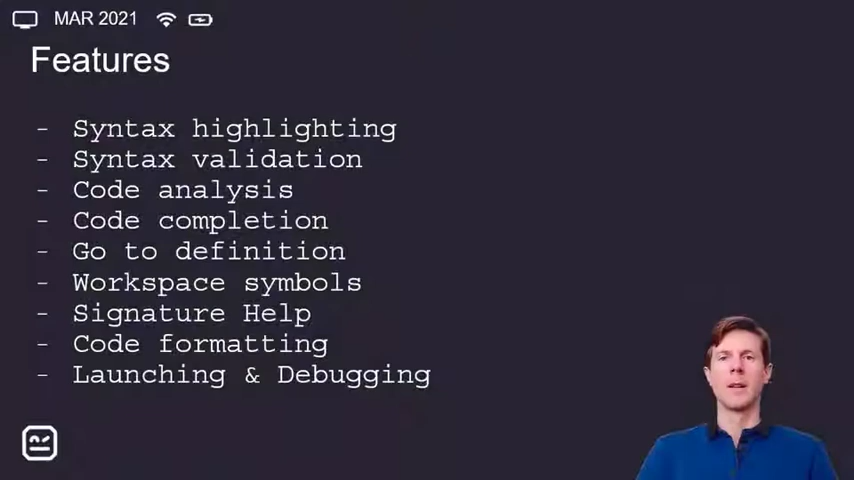 MAR 2021
Features
- Syntax highlighting
- Syntax validation
- Code analysis
- Code completion
- Go to definition
- Workspace symbols
- Signature Help
- Code formatting
- Launching & Debugging